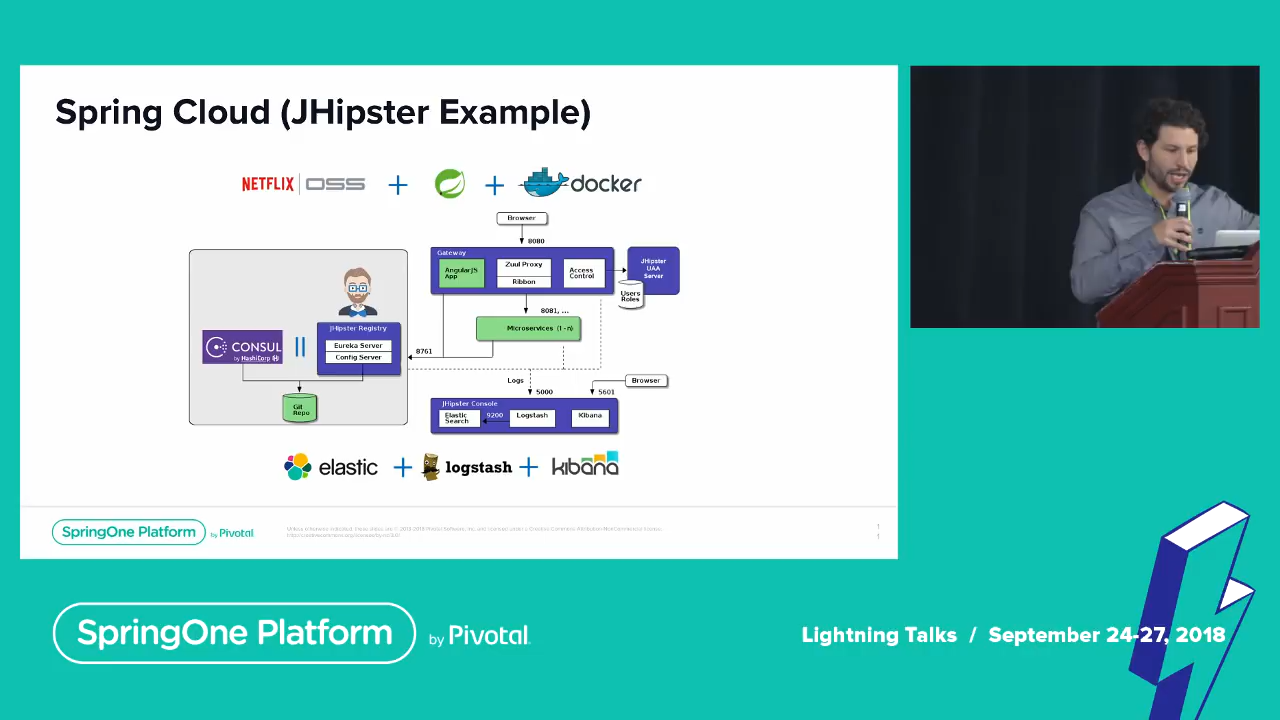 Spring Cloud (JHipster Example)
NETFLIX OSS + + docker
Browser
8080
Gateway
AngularJS
App
Zuul Proxy
Ribbon
Access
Control
JHipster
UAA
Server
Users
Roles
8081, ...
Microservices (1-n)
JHipster Registry
Eureka Server
Config Server
CONSUL
by HashiCorp
8761
Git
Repo
Logs
5000
Browser
5601
JHipster Console
Elastic
Search
9200
Logstash
Kibana
elastic + logstash + kibana
SpringOne Platform by Pivotal
1
1
SpringOne Platform by Pivotal.
Lightning Talks / September 24-27, 2018